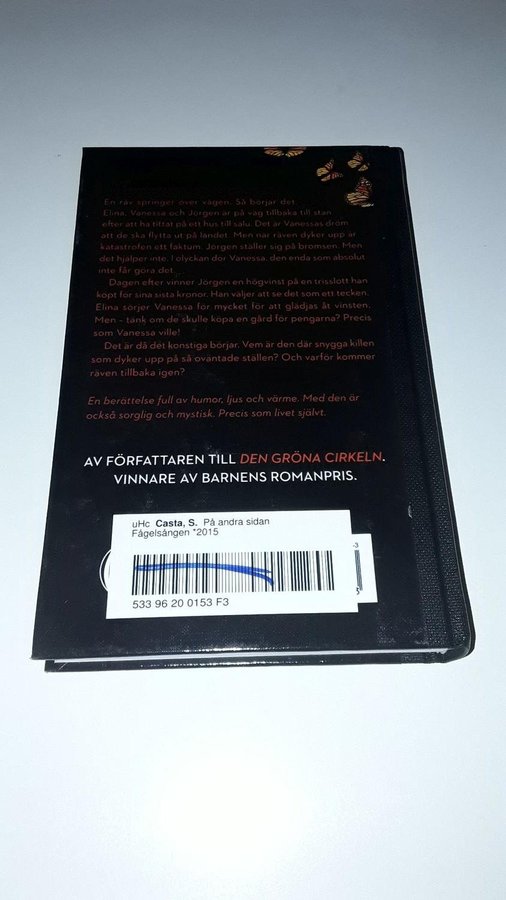 En räv springer över vägen. Så börjar det.
Elina, Vanessa och Jörgen är på väg tillbaka till stan
efter att ha tittat på ett hus till salu. Det är Vanessas dröm
att de ska flytta ut på landet. Men när räven dyker upp är
katastrofen ett faktum. Jörgen ställer sig på bromsen. Men
det hjälper inte. I olyckan dör Vanessa, den enda som absolut
inte får göra det.
Dagen efter vinner Jörgen en högvinst på en trisslott han
köpt för sina sista kronor. Han väljer att se det som ett tecken.
Elina sörjer Vanessa för mycket för att glädjas åt vinsten.
Men – tänk om de skulle köpa en gård för pengarna? Precis
som Vanessa ville!
Det är då det konstiga börjar. Vem är den där snygga killen
som dyker upp på så oväntade ställen? Och varför kommer
räven tillbaka igen?
En berättelse full av humor, ljus och värme. Med den är
också sorglig och mystisk. Precis som livet självt.
AV FÖRFATTAREN TILL DEN GRÖNA CIRKELN.
VINNARE AV BARNENS ROMANPRIS.
uHc Casta, S. På andra sidan
Fågelsången *2015
533 96 20 0153 F3